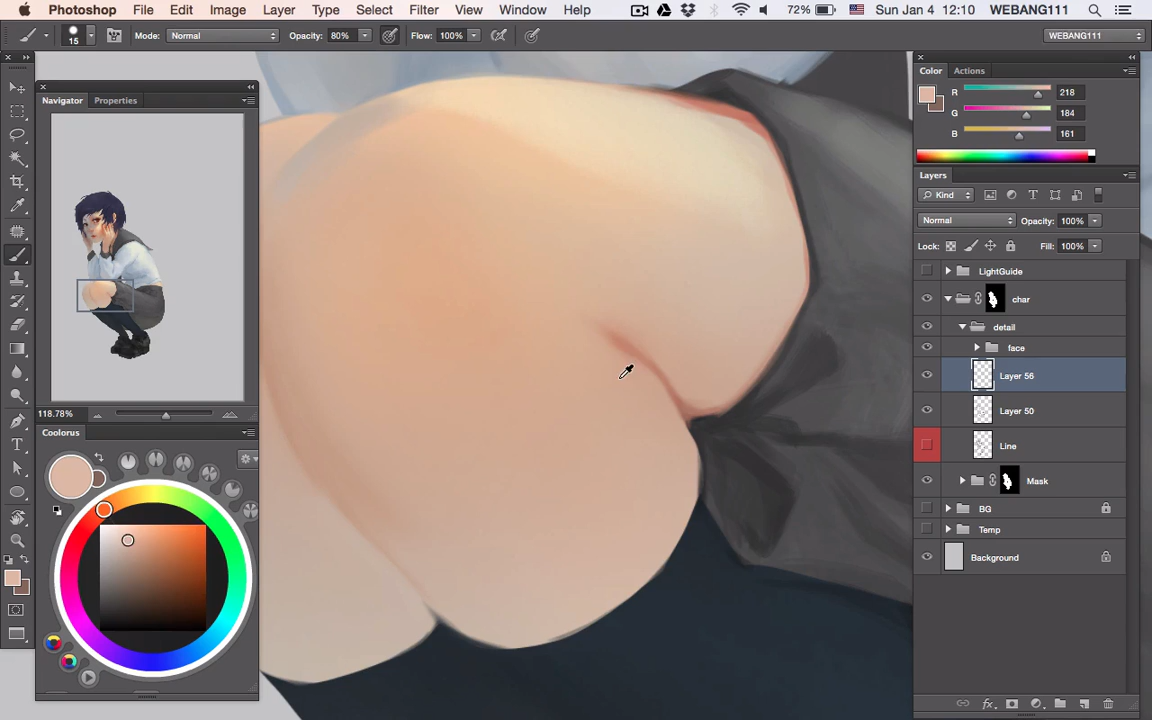 Photoshop File Edit Image Layer Type Select Filter View Window Help 72% Sun Jan 4 12:10 WEBANG111
15 Mode: Normal Opacity: 80% Flow: 100% WEBANG111
Navigator Properties
118.78%
Coolorus
Color Actions
R 218
G 184
B 161
Layers
Kind
Normal Opacity: 100%
Lock: Fill: 100%
LightGuide
char
detail
face
Layer 56
Layer 50
Line
Mask
BG
Temp
Background